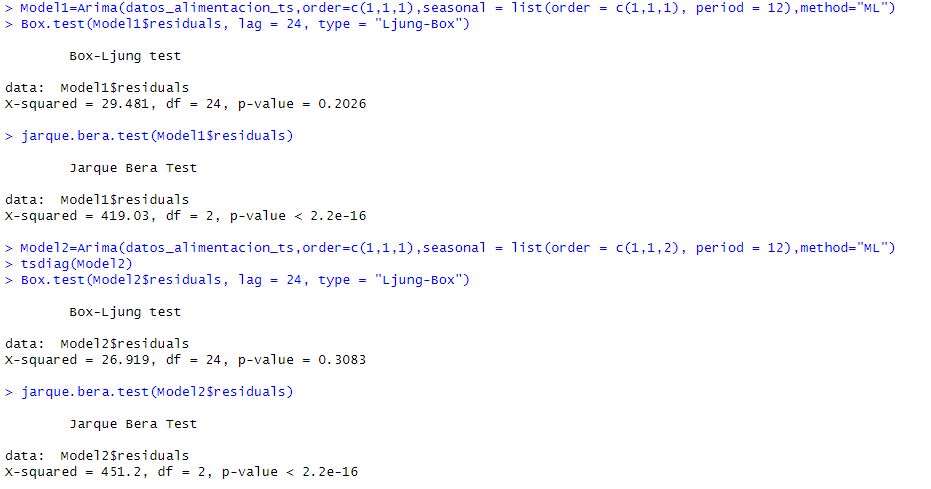 > Model1=Arima(datos_alimentacion_ts,order=c(1,1,1),seasonal = list(order = c(1,1,1), period = 12),method="ML")
> Box.test(Model1$residuals, lag = 24, type = "Ljung-Box")
Box-Ljung test
data:  Model1$residuals
X-squared = 29.481, df = 24, p-value = 0.2026
> jarque.bera.test(Model1$residuals)
Jarque Bera Test
data:  Model1$residuals
X-squared = 419.03, df = 2, p-value < 2.2e-16
> Model2=Arima(datos_alimentacion_ts,order=c(1,1,1),seasonal = list(order = c(1,1,2), period = 12),method="ML")
> tsdiag(Model2)
> Box.test(Model2$residuals, lag = 24, type = "Ljung-Box")
Box-Ljung test
data:  Model2$residuals
X-squared = 26.919, df = 24, p-value = 0.3083
> jarque.bera.test(Model2$residuals)
Jarque Bera Test
data:  Model2$residuals
X-squared = 451.2, df = 2, p-value < 2.2e-16